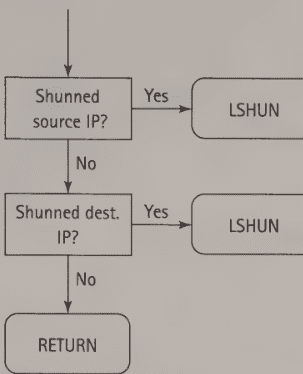 Shunned
source IP?
Yes
LSHUN
No
Shunned dest.
IP?
Yes
LSHUN
No
RETURN